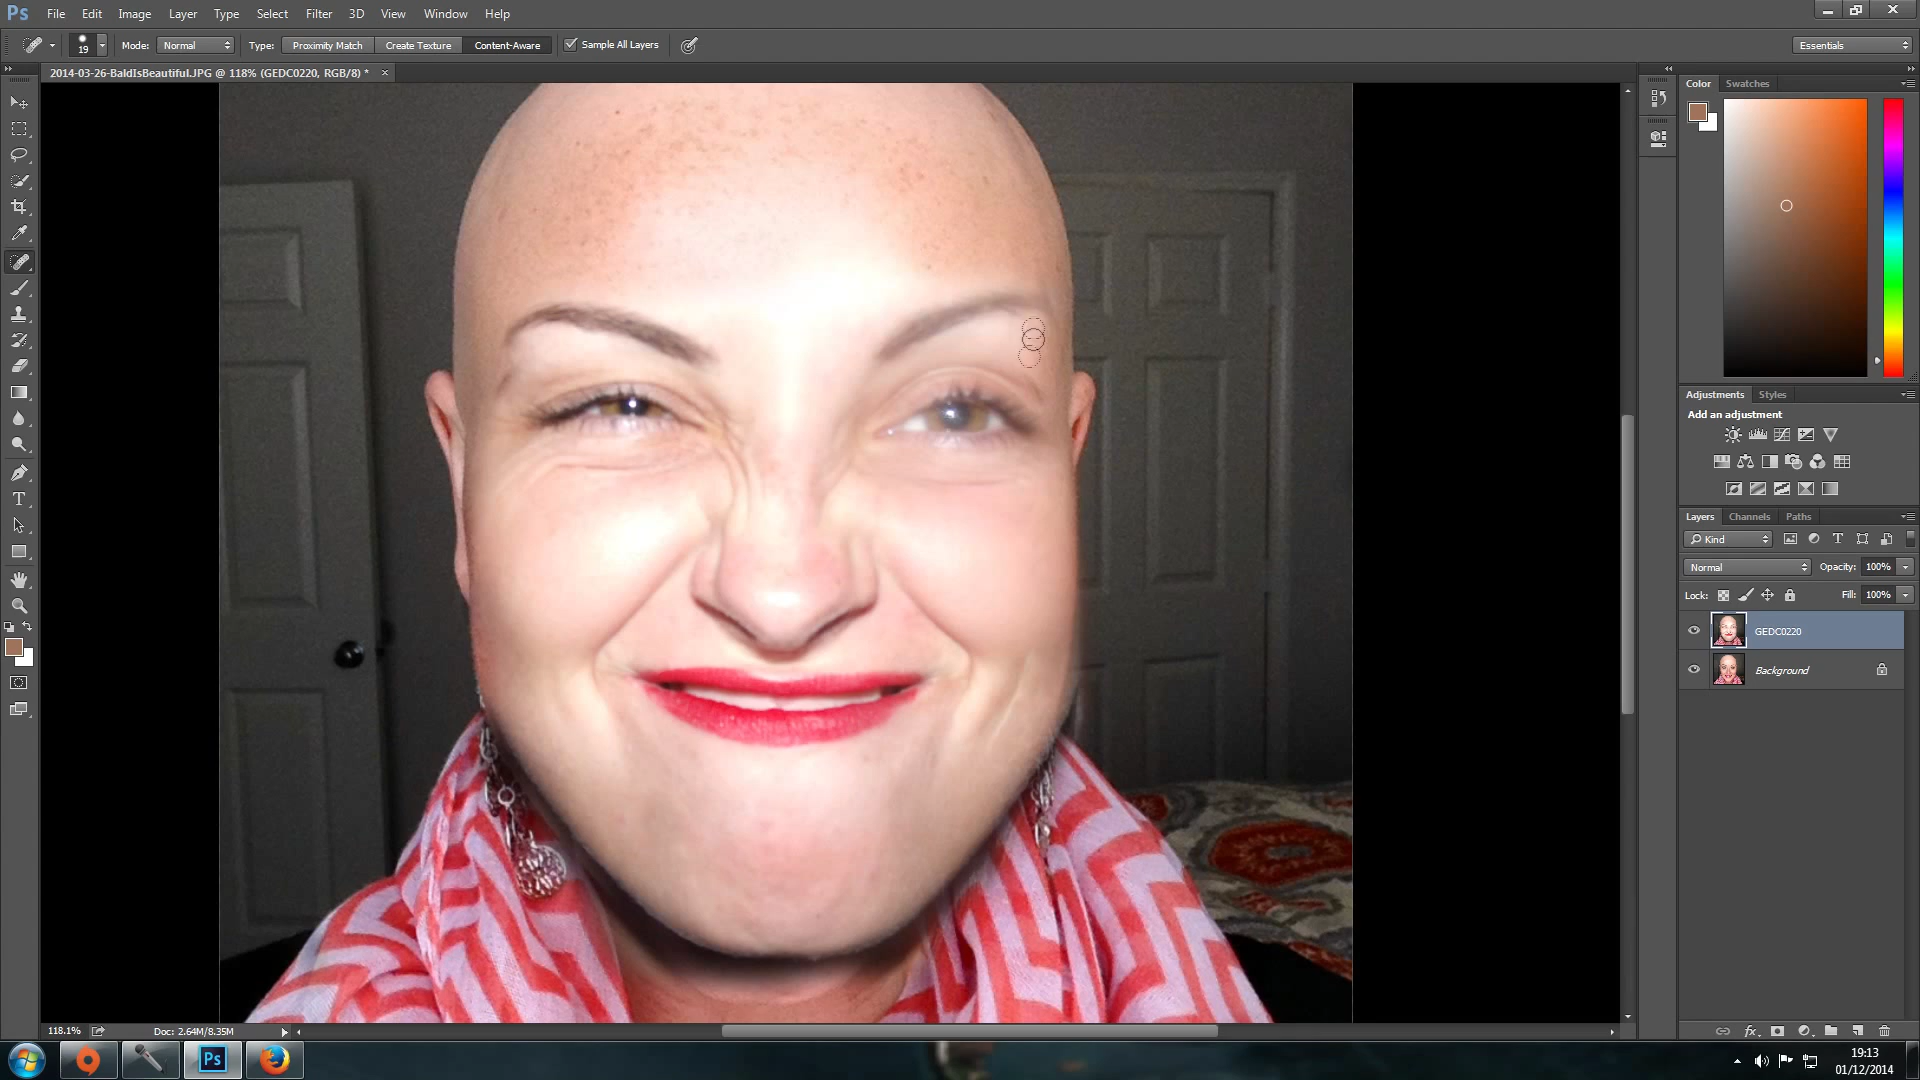 Ps File Edit Image Layer Type Select Filter 3D View Window Help
19 Mode: Normal Type: Proximity Match Create Texture Content-Aware Sample All Layers Essentials
2014-03-26-BaldIsBeautiful.JPG @ 118% (GEDC0220, RGB/8) * ×
Color Swatches
Adjustments Styles
Add an adjustment
Layers Channels Paths
Kind
Normal Opacity: 100%
Lock: Fill: 100%
GEDC0220
Background
118.1% Doc: 2.64M/8.35M
Ps 19:13
01/12/2014